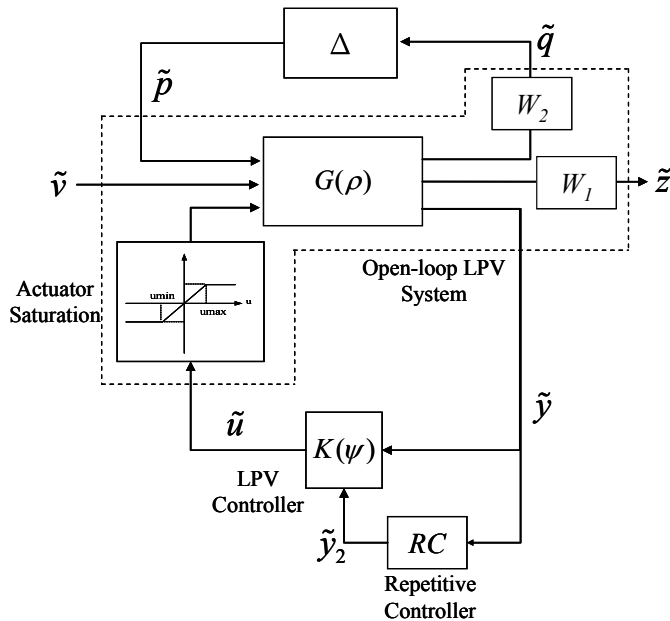 Δ
q̃
p̃
W₂
ṽ
G(ρ)
W₁
z̃
Open-loop LPV
System
Actuator
Saturation
umin
u
umax
ỹ
ũ
K(ψ)
LPV
Controller
ỹ₂
RC
Repetitive
Controller